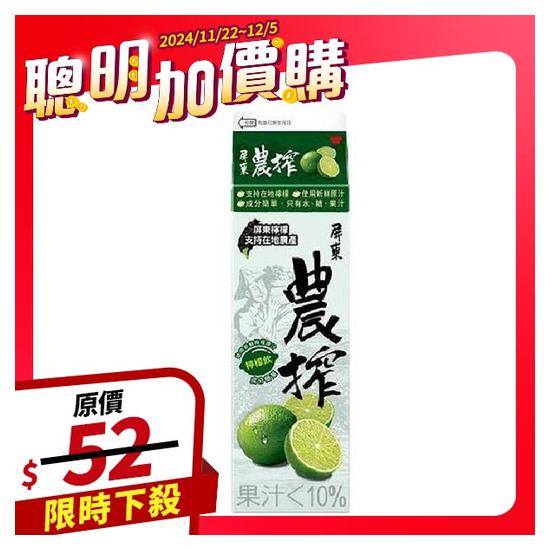 2024/11/22~12/5
聰明加價購
屏東
農搾
支持在地檸檬 使用新鮮原汁
成分簡單,只有水、糖、果汁
屏東檸檬
支持在地農產
屏東
農搾
檸檬飲
果汁<10%
原價
$52
限時下殺